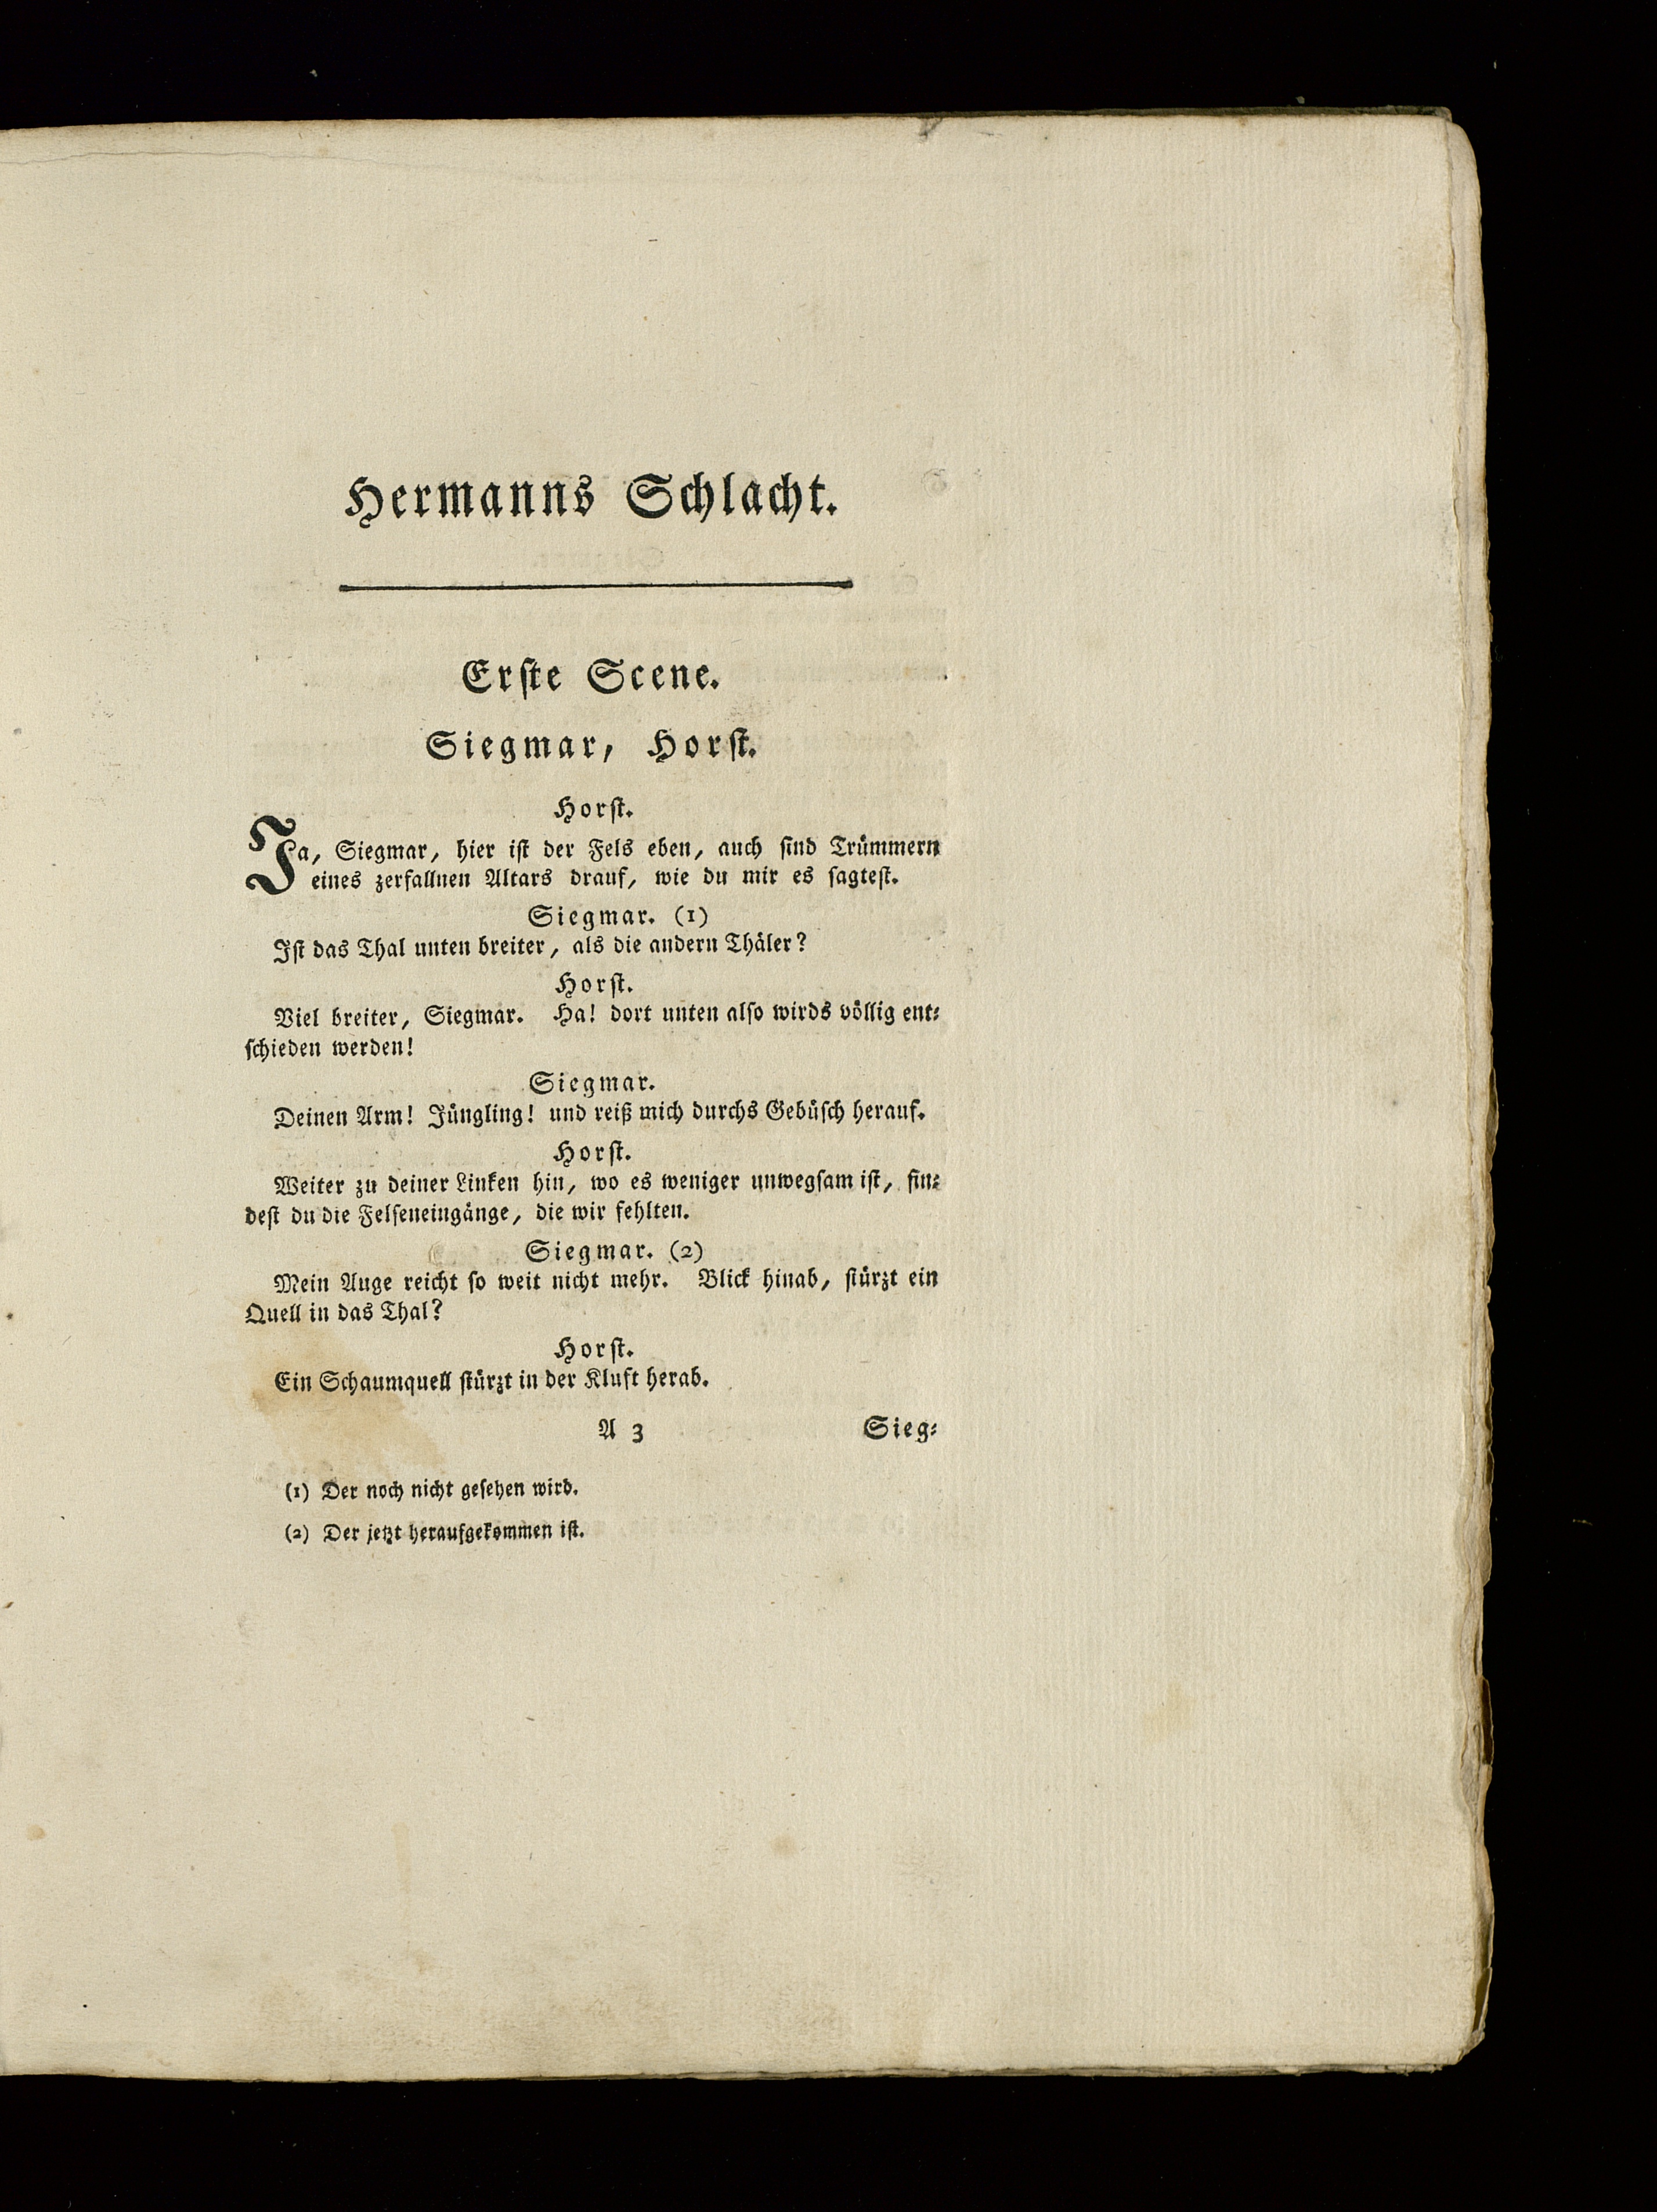 Hermanns Schlacht.
Erſte Scene.
Siegmar, Horſt.
Horſt.
Ja, Siegmar, hier iſt der Fels eben, auch ſind Trümmern
eines zerfallnen Altars drauf, wie du mir es ſagteſt.
Siegmar. (1)
Iſt das Thal unten breiter, als die andern Thäler?
Horſt.
Viel breiter, Siegmar. Ha! dort unten alſo wirds völlig ent⸗
ſchieden werden!
Siegmar.
Deinen Arm! Jüngling! und reiß mich durchs Gebüſch herauf.
Horſt.
Weiter zu deiner Linken hin, wo es weniger unwegſam iſt, fin⸗
deſt du die Felſeneingänge, die wir fehlten.
Siegmar. (2)
Mein Auge reicht ſo weit nicht mehr. Blick hinab, ſtürzt ein
Quell in das Thal?
Horſt.
Ein Schaumquell ſtürzt in der Kluft herab.
A 3 Sieg⸗
(1) Der noch nicht geſehen wird.
(2) Der jetzt heraufgekommen iſt.